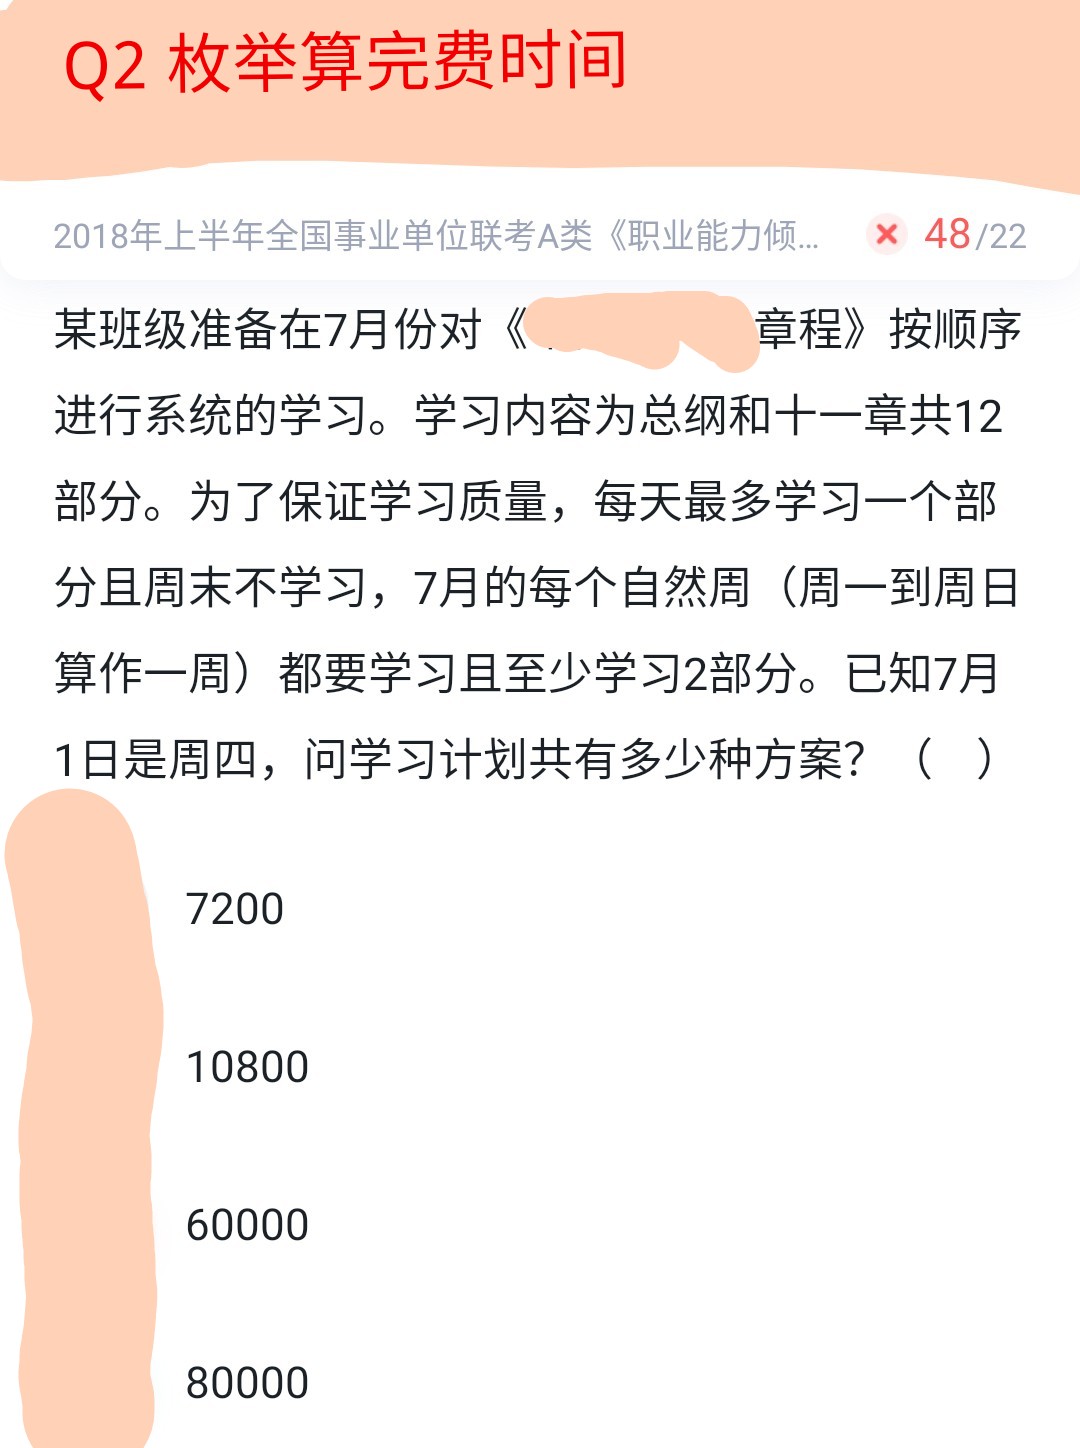 Q2 枚举算完费时间
2018年上半年全国事业单位联考A类《职业能力倾... 48/22
某班级准备在7月份对《章程》按顺序
进行系统的学习。学习内容为总纲和十一章共12
部分。为了保证学习质量，每天最多学习一个部
分且周末不学习，7月的每个自然周（周一到周日
算作一周）都要学习且至少学习2部分。已知7月
1日是周四，问学习计划共有多少种方案？（ ）
7200
10800
60000
80000